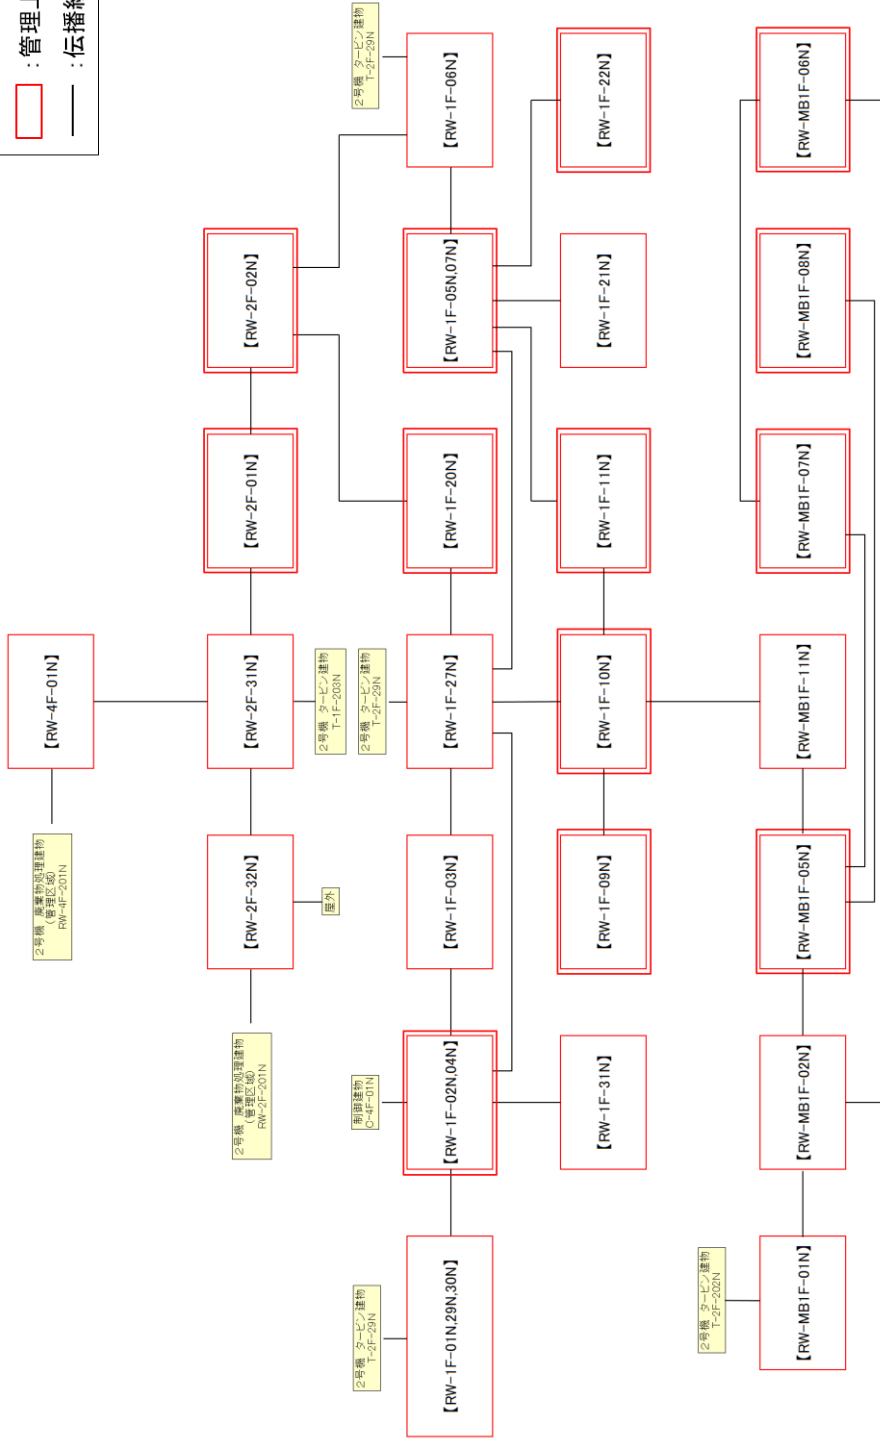 :管理上
:伝播経
2号機 廃棄物処理建物
(管理区域)
RW-4F-201N
【RW-4F-01N】
2号機 廃棄物処理建物
(管理区域)
RW-2F-201N
【RW-2F-32N】
屋外
【RW-2F-31N】
2号機 タービン建物
T-1F-203N
【RW-2F-01N】
【RW-2F-02N】
2号機 タービン建物
T-2F-29N
【RW-1F-01N,29N,30N】
制御建物
C-4F-01N
【RW-1F-02N,04N】
【RW-1F-03N】
2号機 タービン建物
T-2F-29N
【RW-1F-27N】
【RW-1F-20N】
【RW-1F-05N,07N】
2号機 タービン建物
T-2F-29N
【RW-1F-06N】
【RW-1F-31N】
【RW-1F-09N】
【RW-1F-10N】
【RW-1F-11N】
【RW-1F-21N】
【RW-1F-22N】
2号機 タービン建物
T-2F-202N
【RW-MB1F-01N】
【RW-MB1F-02N】
【RW-MB1F-05N】
【RW-MB1F-11N】
【RW-MB1F-07N】
【RW-MB1F-08N】
【RW-MB1F-06N】